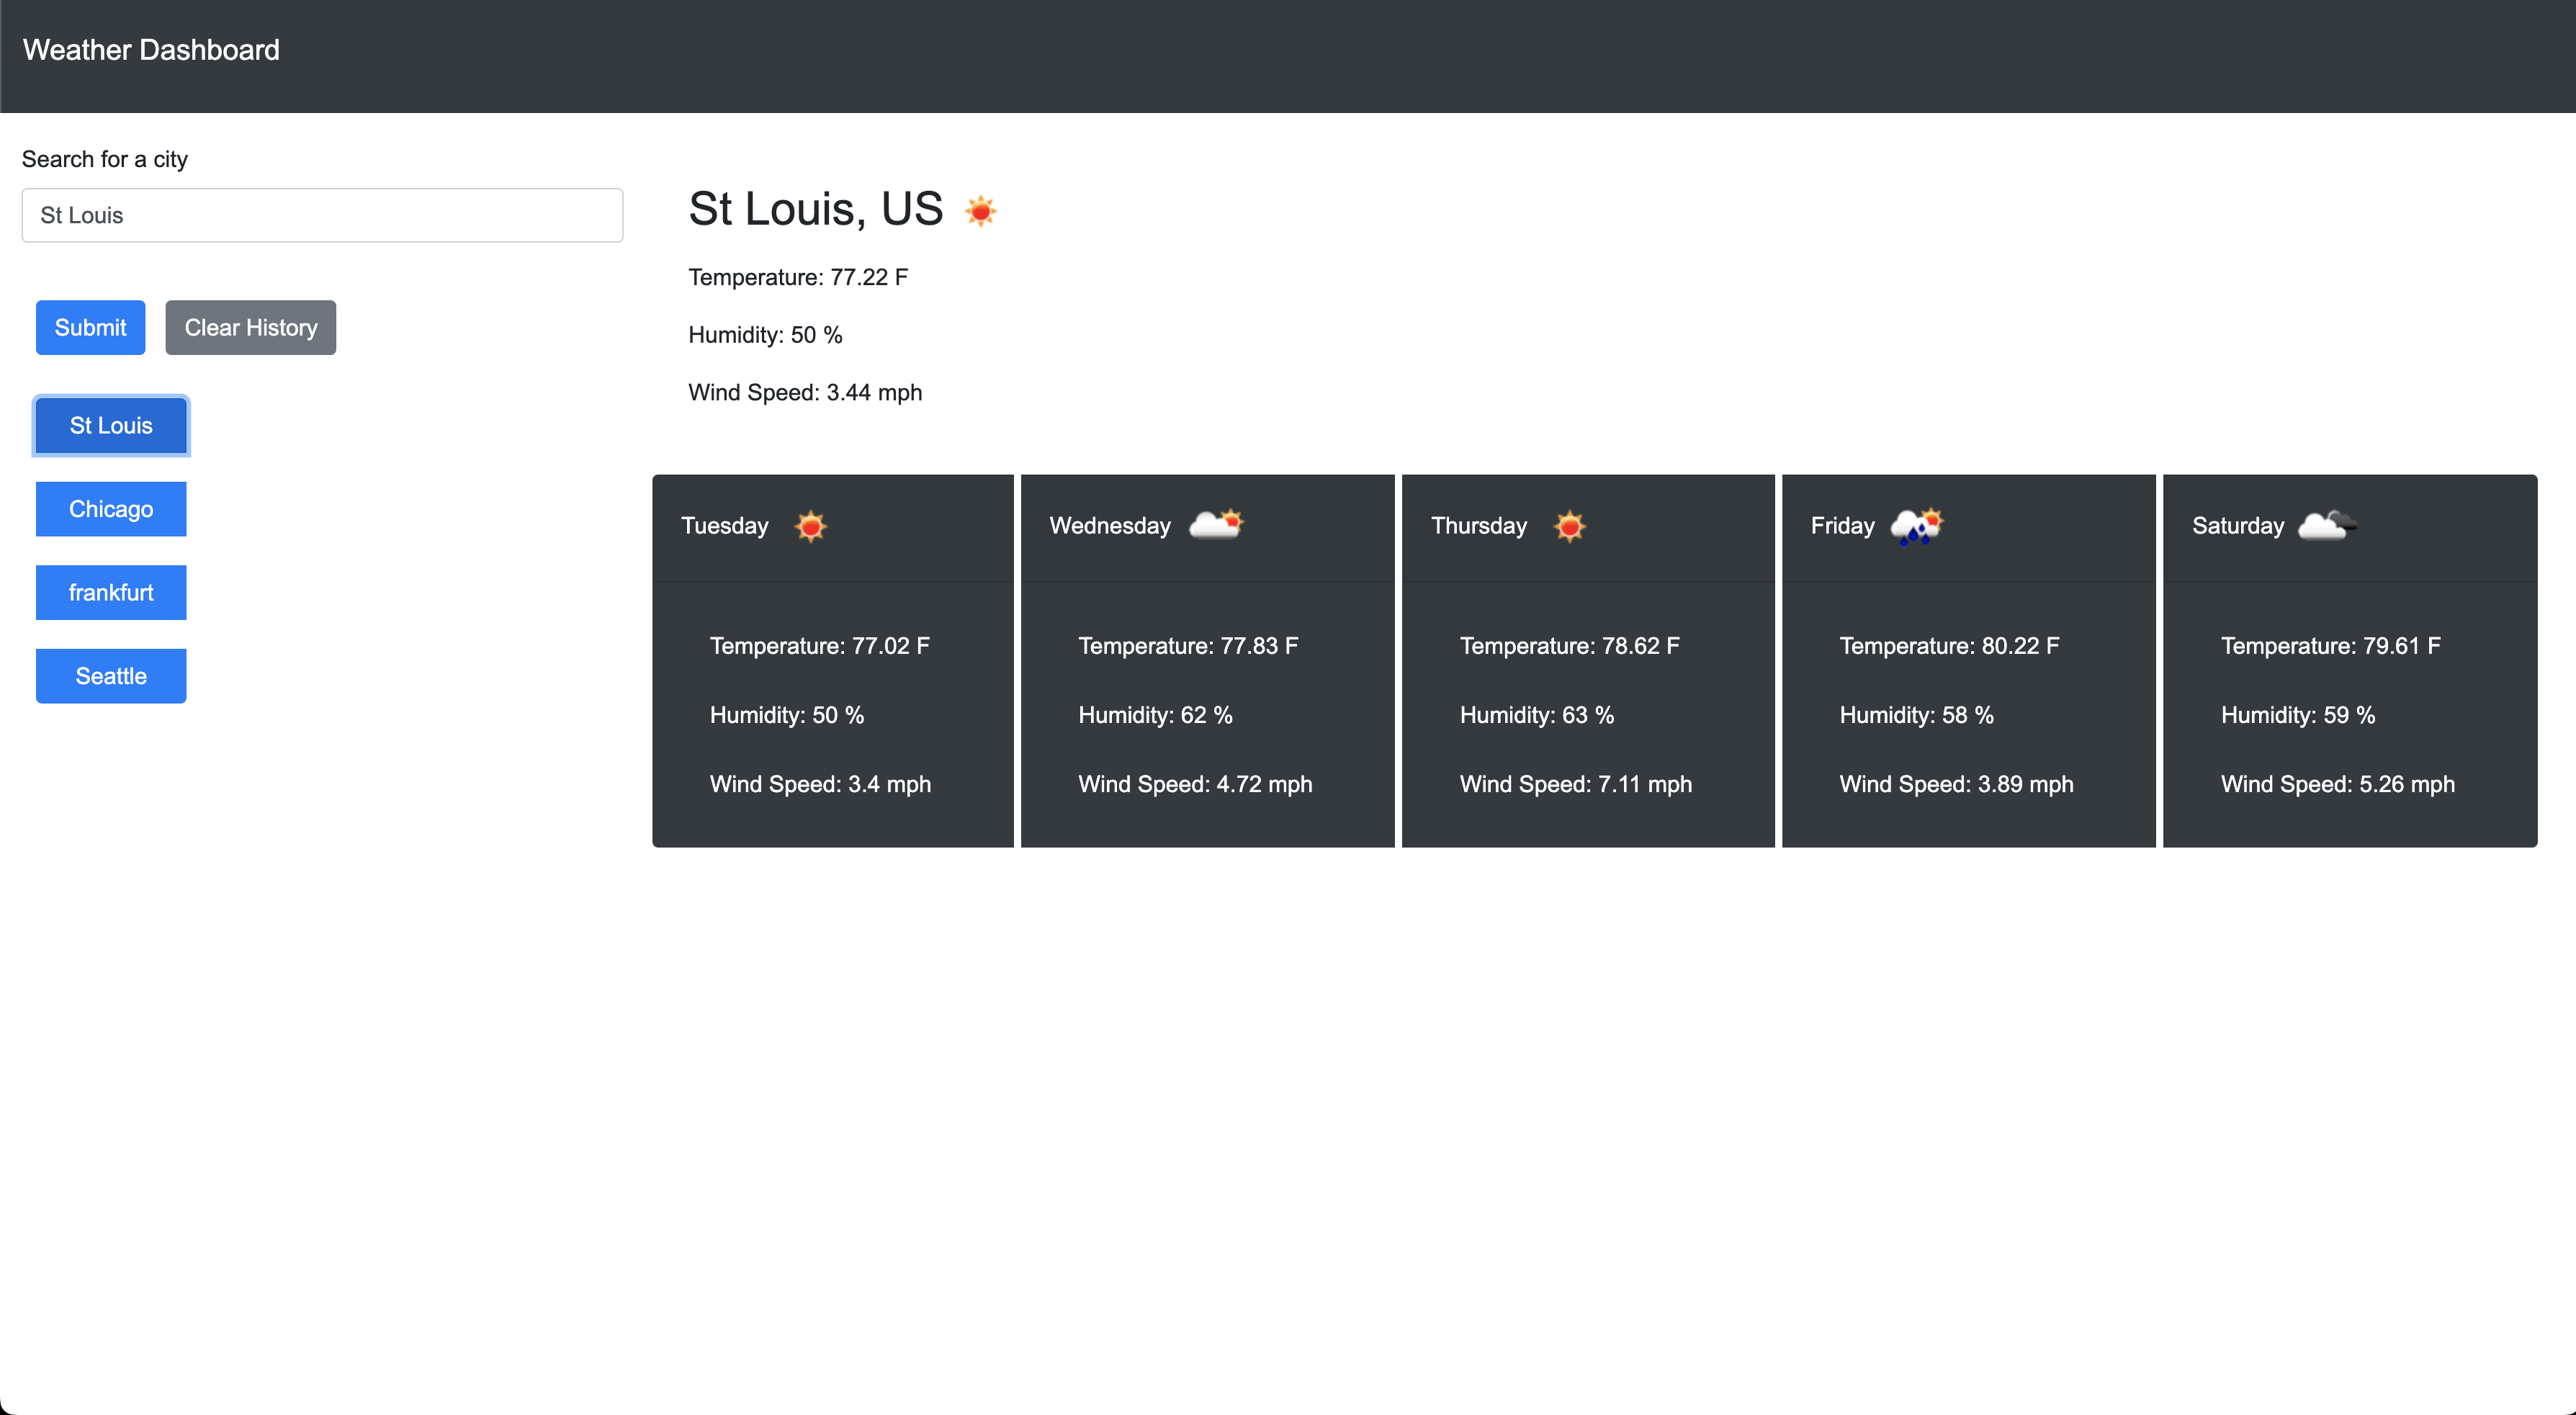 Weather Dashboard
Search for a city
St Louis
Submit
Clear History
St Louis
Chicago
frankfurt
Seattle
St Louis, US
Temperature: 77.22 F
Humidity: 50 %
Wind Speed: 3.44 mph
Tuesday
Temperature: 77.02 F
Humidity: 50 %
Wind Speed: 3.4 mph
Wednesday
Temperature: 77.83 F
Humidity: 62 %
Wind Speed: 4.72 mph
Thursday
Temperature: 78.62 F
Humidity: 63 %
Wind Speed: 7.11 mph
Friday
Temperature: 80.22 F
Humidity: 58 %
Wind Speed: 3.89 mph
Saturday
Temperature: 79.61 F
Humidity: 59 %
Wind Speed: 5.26 mph